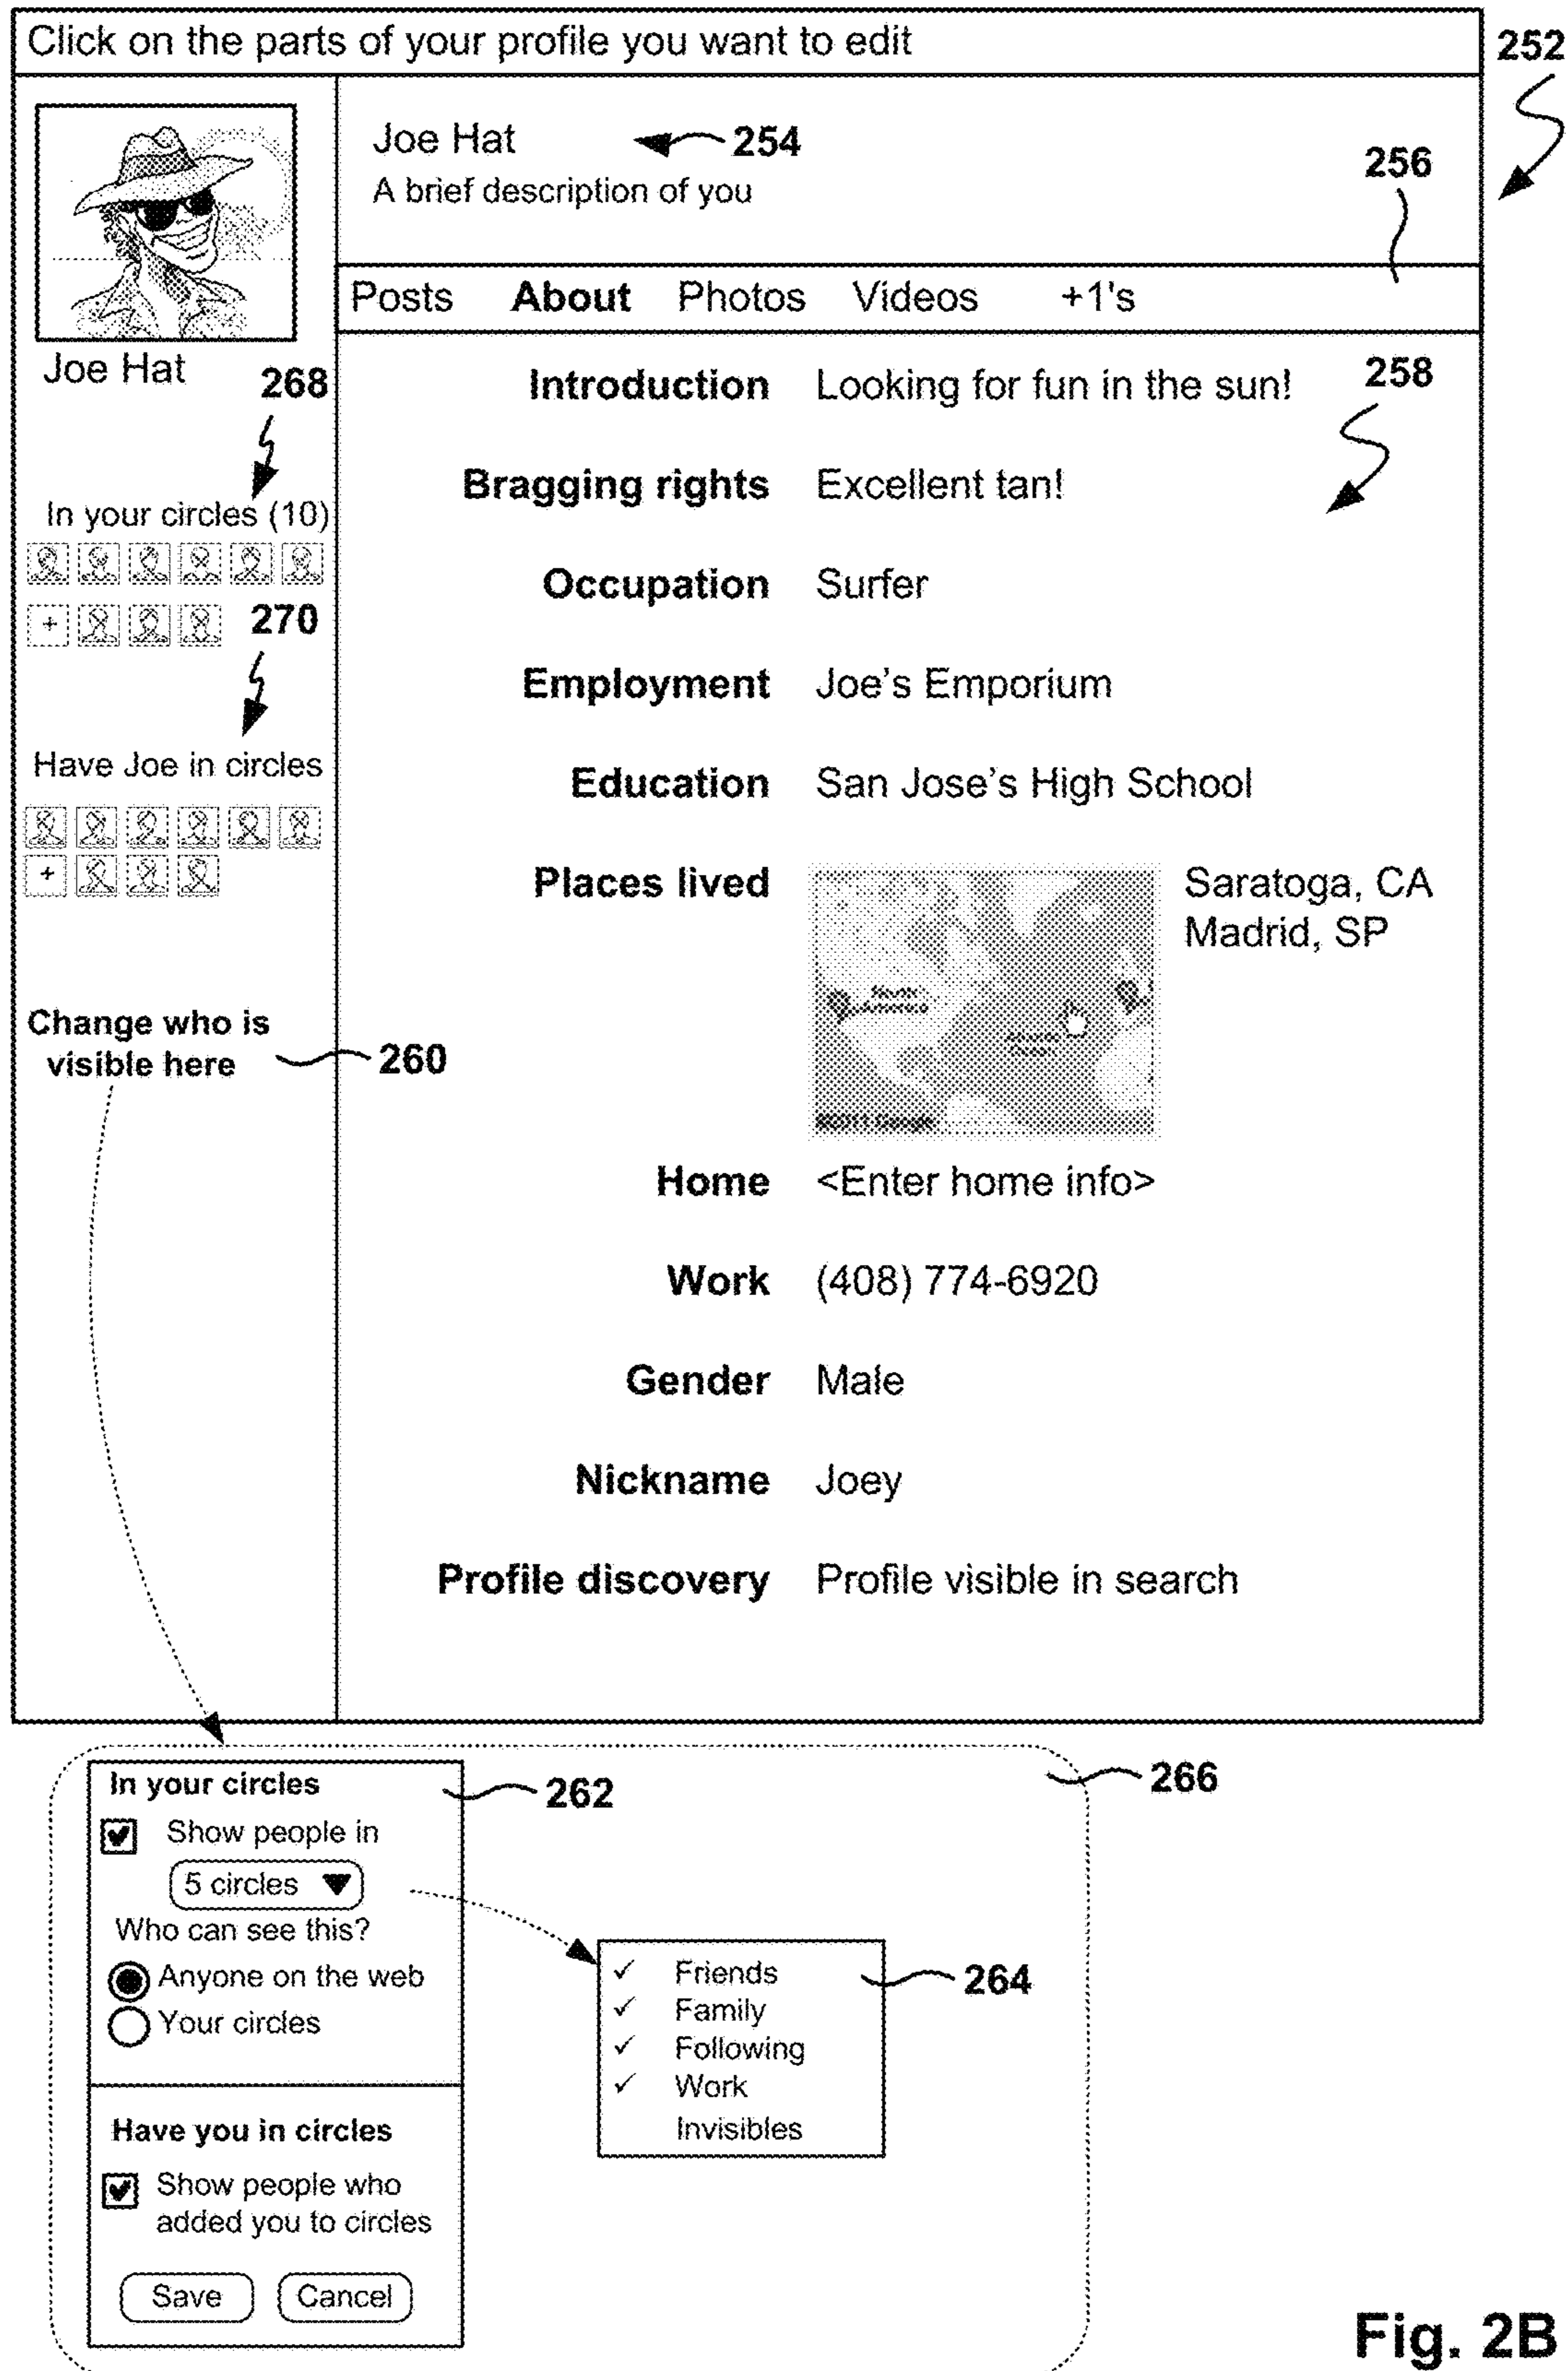 Click on the parts of your profile you want to edit
252
Joe Hat
254
A brief description of you
256
Posts About Photos Videos +1's
Joe Hat
268
In your circles (10)
+
270
Have Joe in circles
+
Change who is
visible here
260
258
Introduction Looking for fun in the sun!
Bragging rights Excellent tan!
Occupation Surfer
Employment Joe's Emporium
Education San Jose's High School
Places lived
Saratoga, CA
Madrid, SP
North
America
©2011 Google
Home <Enter home info>
Work (408) 774-6920
Gender Male
Nickname Joey
Profile discovery Profile visible in search
In your circles
262
266
Show people in
5 circles
Who can see this?
Anyone on the web
Your circles
Friends
264
Family
Following
Work
Invisibles
Have you in circles
Show people who
added you to circles
Save Cancel
Fig. 2B